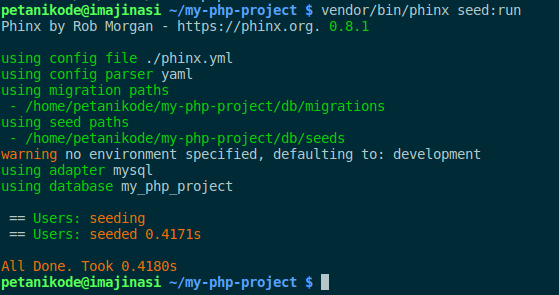 petanikode@imajinasi ~/my-php-project $ vendor/bin/phinx seed:run
Phinx by Rob Morgan - https://phinx.org. 0.8.1
using config file ./phinx.yml
using config parser yaml
using migration paths
 - /home/petanikode/my-php-project/db/migrations
using seed paths
 - /home/petanikode/my-php-project/db/seeds
warning no environment specified, defaulting to: development
using adapter mysql
using database my_php_project
 == Users: seeding
 == Users: seeded 0.4171s
All Done. Took 0.4180s
petanikode@imajinasi ~/my-php-project $